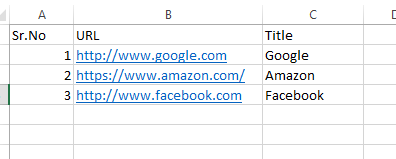 A B C D
Sr.No URL Title
1 http://www.google.com Google
2 https://www.amazon.com/ Amazon
3 http://www.facebook.com Facebook